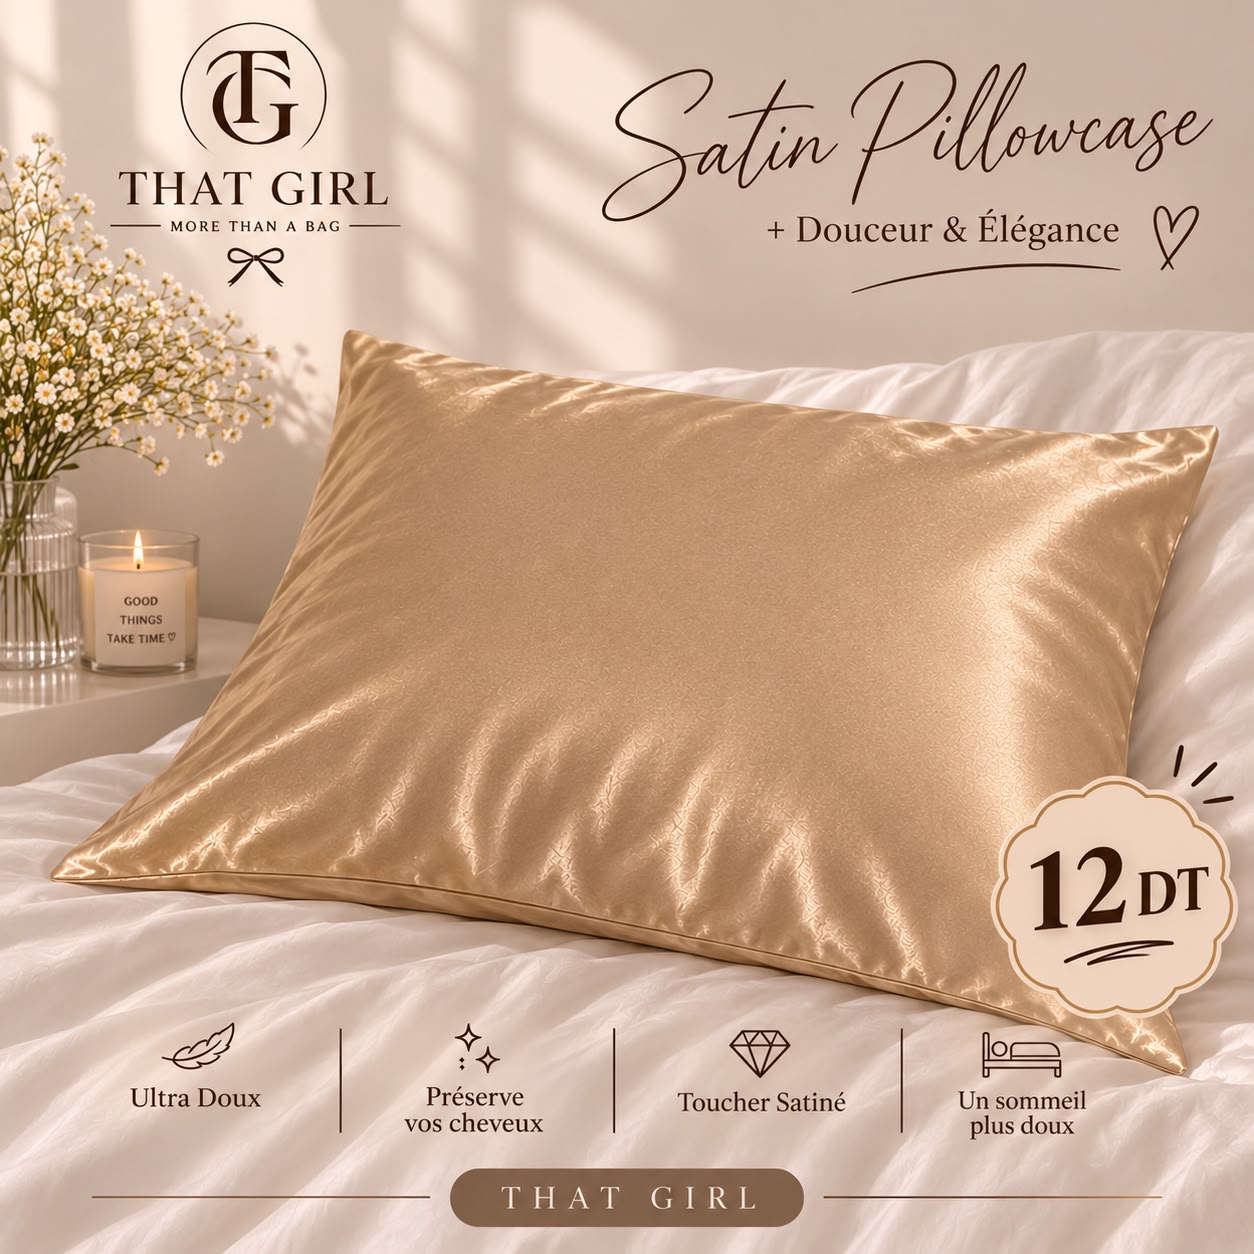 TG
THAT GIRL
MORE THAN A BAG
Satin Pillowcase
+ Douceur & Élégance
GOOD
THINGS
TAKE TIME♡
12 DT
Ultra Doux
Préserve
vos cheveux
Toucher Satiné
Un sommeil
plus doux
THAT GIRL